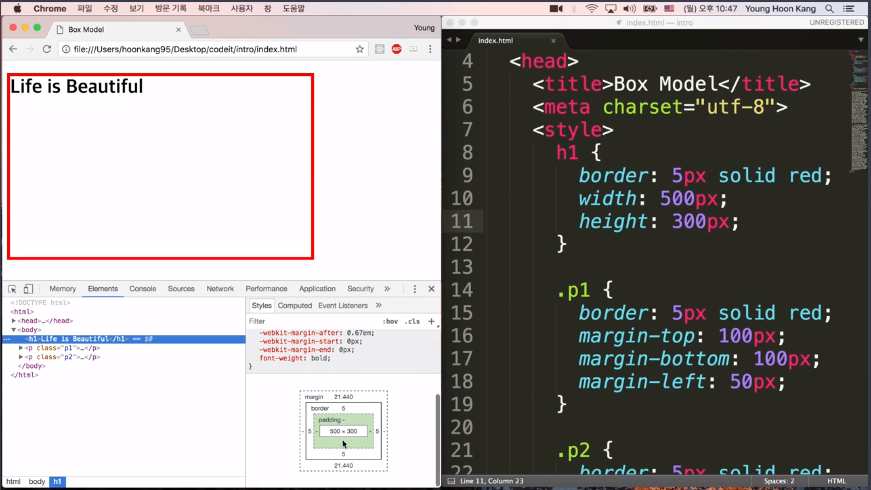 Chrome 파일 수정 보기 방문 기록 북마크 사용자 창 도움말 (월) 오전 10:47 Young Hoon Kang
Box Model
Young
file:///Users/hoonkang95/Desktop/codeit/intro/index.html
ABP
Life is Beautiful
Memory Elements Console Sources Network Performance Application Security »
<!DOCTYPE html>
<html>
<head>…</head>
<body>
<h1>Life is Beautiful</h1> == $0
<p class="p1">…</p>
<p class="p2">…</p>
</body>
</html>
html body h1
Styles Computed Event Listeners »
Filter :hov .cls +
-webkit-margin-after: 0.67em;
-webkit-margin-start: 0px;
-webkit-margin-end: 0px;
font-weight: bold;
}
margin 21.440
border 5
padding -
5 - 500 × 300 - 5
5
21.440
index.html — intro
UNREGISTERED
index.html
4 <head>
5 <title>Box Model</title>
6 <meta charset="utf-8">
7 <style>
8 h1 {
9 border: 5px solid red;
10 width: 500px;
11 height: 300px;
12 }
13
14 .p1 {
15 border: 5px solid red;
16 margin-top: 100px;
17 margin-bottom: 100px;
18 margin-left: 50px;
19 }
20
21 .p2 {
22 border: 5px solid red;
Line 11, Column 23 Spaces: 2 HTML